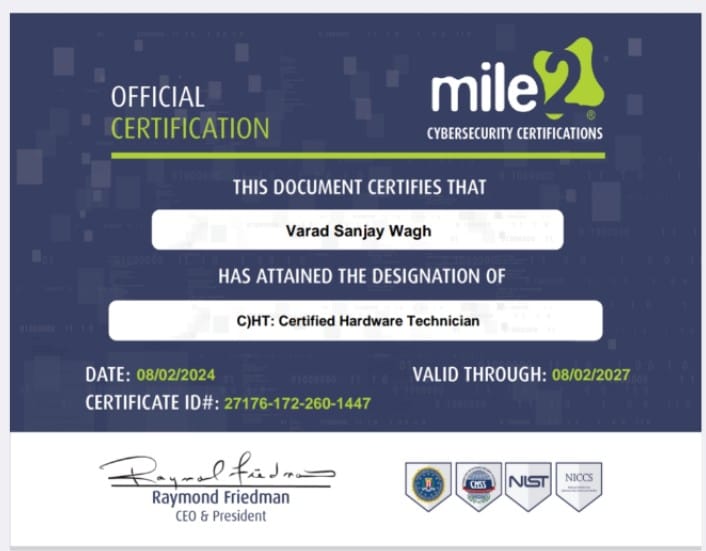 OFFICIAL
CERTIFICATION
mile2®
CYBERSECURITY CERTIFICATIONS
THIS DOCUMENT CERTIFIES THAT
Varad Sanjay Wagh
HAS ATTAINED THE DESIGNATION OF
C)HT: Certified Hardware Technician
DATE: 08/02/2024
VALID THROUGH: 08/02/2027
CERTIFICATE ID#: 27176-172-260-1447
Raymond Friedman
CEO & President
CNSS
NIST
NICCS